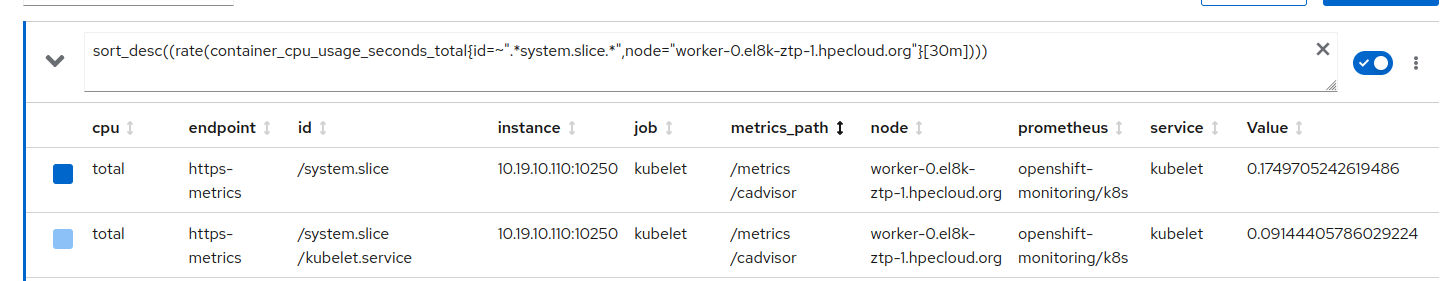 sort_desc((rate(container_cpu_usage_seconds_total{id=~".*system.slice.*",node="worker-0.el8k-ztp-1.hpecloud.org"}[30m])))
cpu endpoint id instance job metrics_path node prometheus service Value
total https- /system.slice 10.19.10.110:10250 kubelet /metrics worker-0.el8k- openshift- kubelet 0.1749705242619486
metrics /cadvisor ztp-1.hpecloud.org monitoring/k8s
total https- /system.slice 10.19.10.110:10250 kubelet /metrics worker-0.el8k- openshift- kubelet 0.09144405786029224
metrics /kubelet.service /cadvisor ztp-1.hpecloud.org monitoring/k8s